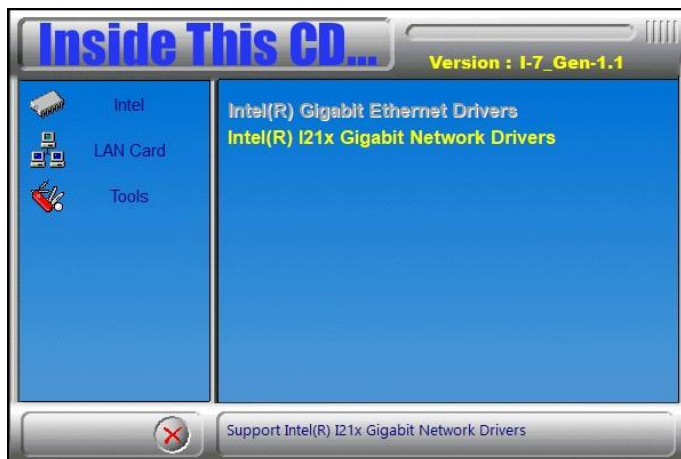 Inside This CD...
Version : I-7_Gen-1.1
Intel
LAN Card
Tools
Intel(R) Gigabit Ethernet Drivers
Intel(R) I21x Gigabit Network Drivers
Support Intel(R) I21x Gigabit Network Drivers